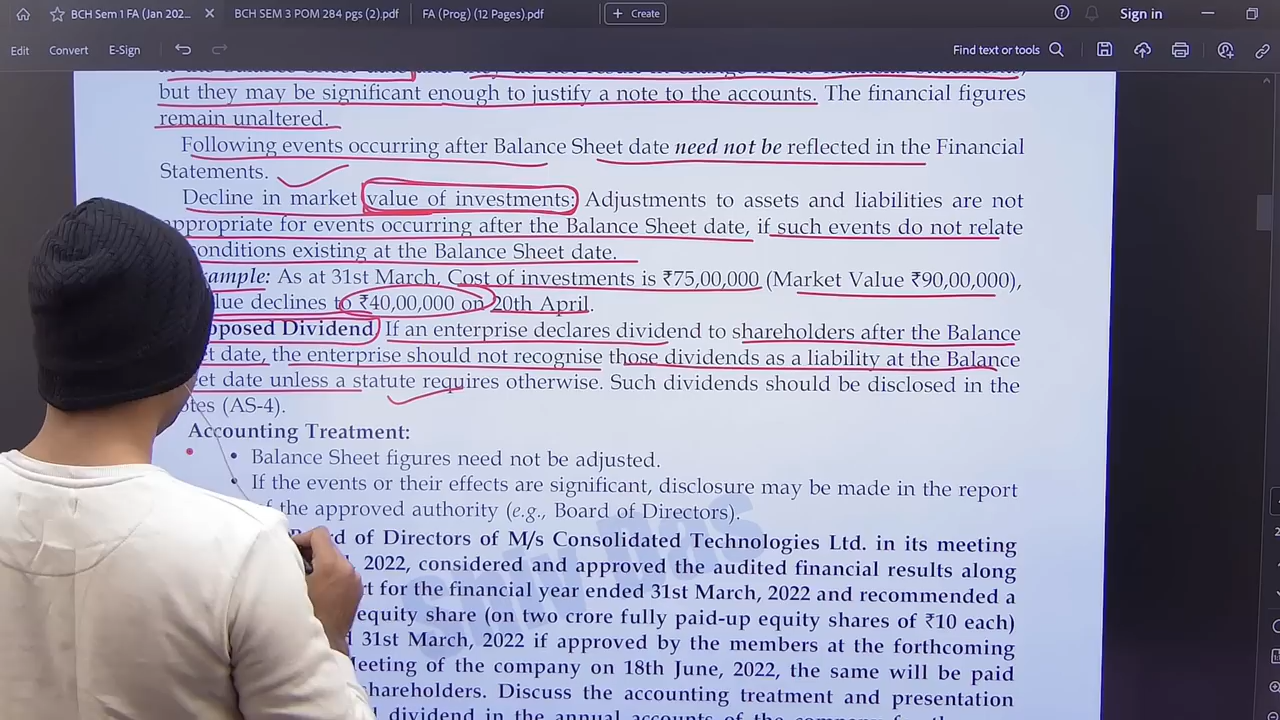 BCH Sem 1 FA (Jan 202... BCH SEM 3 POM 284 pgs (2).pdf FA (Prog) (12 Pages).pdf + Create Sign in
Edit Convert E-Sign Find text or tools
but they may be significant enough to justify a note to the accounts. The financial figures
remain unaltered.
Following events occurring after Balance Sheet date need not be reflected in the Financial
Statements.
Decline in market value of investments: Adjustments to assets and liabilities are not
appropriate for events occurring after the Balance Sheet date, if such events do not relate
conditions existing at the Balance Sheet date.
As at 31st March, Cost of investments is ₹75,00,000 (Market Value ₹90,00,000),
declines to ₹40,00,000 on 20th April.
Dividend If an enterprise declares dividend to shareholders after the Balance
date, the enterprise should not recognise those dividends as a liability at the Balance
date unless a statute requires otherwise. Such dividends should be disclosed in the
(AS-4).
Accounting Treatment:
• Balance Sheet figures need not be adjusted.
• If the events or their effects are significant, disclosure may be made in the report
the approved authority (e.g., Board of Directors).
of Directors of M/s Consolidated Technologies Ltd. in its meeting
2022, considered and approved the audited financial results along
for the financial year ended 31st March, 2022 and recommended a
equity share (on two crore fully paid-up equity shares of ₹10 each)
31st March, 2022 if approved by the members at the forthcoming
of the company on 18th June, 2022, the same will be paid
shareholders. Discuss the accounting treatment and presentation
dividend in the annual accounts of the company for the